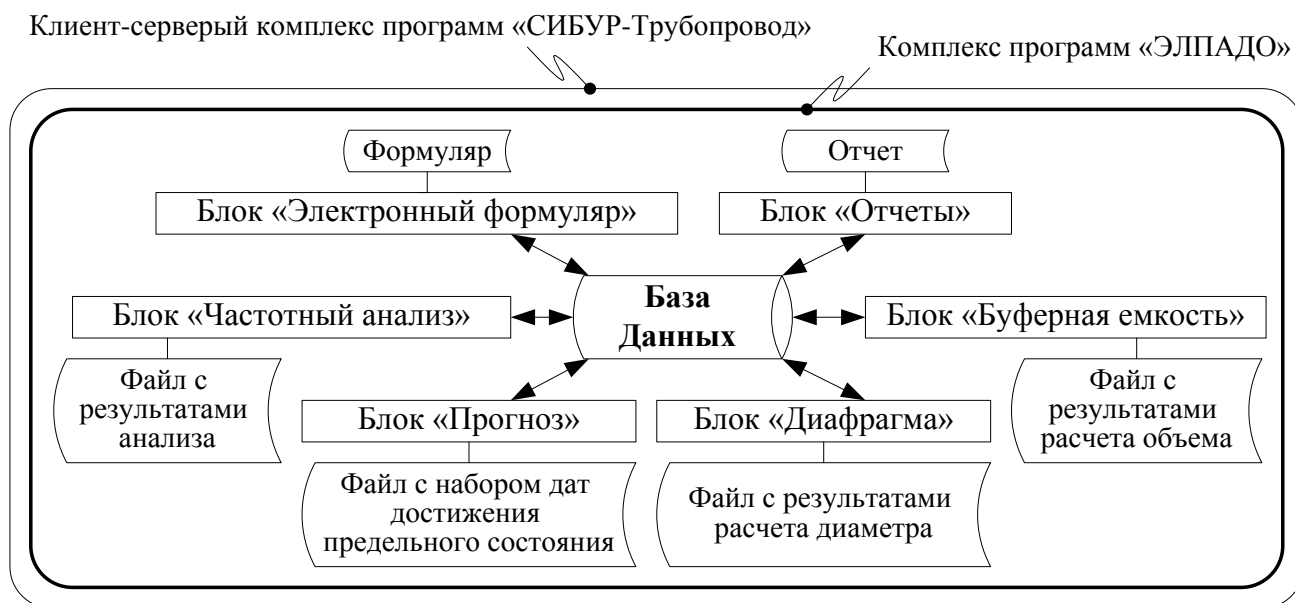 Клиент-серверый комплекс программ «СИБУР-Трубопровод»
Комплекс программ «ЭЛПАДО»
Формуляр
Отчет
Блок «Электронный формуляр»
Блок «Отчеты»
База
Данных
Блок «Частотный анализ»
Блок «Буферная емкость»
Файл с
результатами
анализа
Файл с
результатами
расчета объема
Блок «Прогноз»
Блок «Диафрагма»
Файл с набором дат
достижения
предельного состояния
Файл с результатами
расчета диаметра